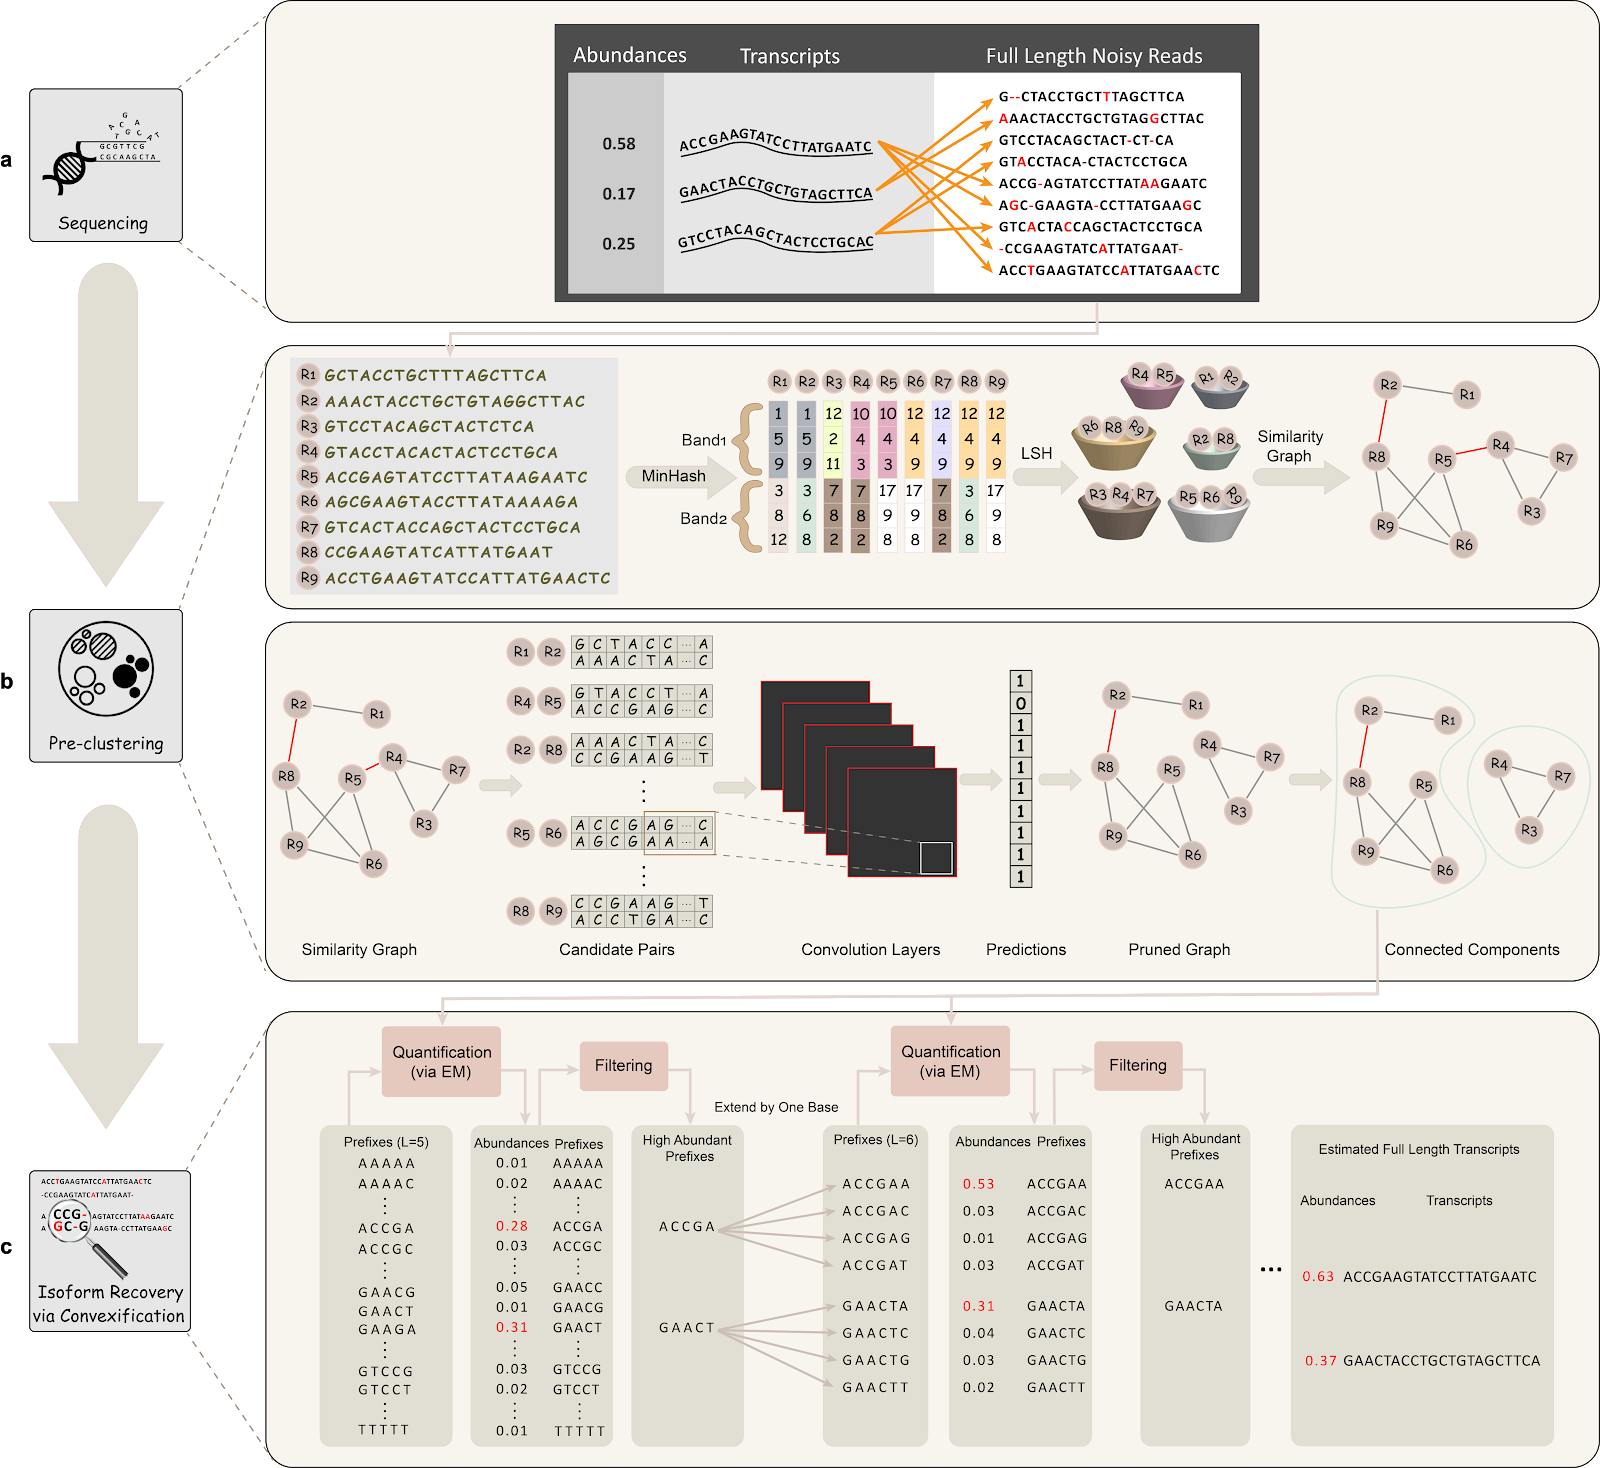 a
A C G A
T G C A T
GCGTTCG
CGCAAGCTA
Sequencing
Abundances Transcripts Full Length Noisy Reads
0.58 ACCGAAGTATCCTTATGAATC
0.17 GAACTACCTGCTGTAGCTTCA
0.25 GTCCTACAGCTACTCCTGCAC
G--CTACCTGCTTTAGCTTCA
AAACTACCTGCTGTAGGCTTAC
GTCCTACAGCTACT-CT-CA
GTACCTACA-CTACTCCTGCA
ACCG-AGTATCCTTATAAGAATC
AGC-GAAGTA-CCTTATGAAGC
GTCACTACCAGCTACTCCTGCA
-CCGAAGTATCATTATGAAT-
ACCTGAAGTATCCATTATGAACTC
R1 GCTACCTGCTTTAGCTTCA
R2 AAACTACCTGCTGTAGGCTTAC
R3 GTCCTACAGCTACTCTCA
R4 GTACCTACACTACTCCTGCA
R5 ACCGAGTATCCTTATAAGAATC
R6 AGCGAAGTACCTTATAAAAGA
R7 GTCACTACCAGCTACTCCTGCA
R8 CCGAAGTATCATTATGAAT
R9 ACCTGAAGTATCCATTATGAACTC
MinHash
R1 R2 R3 R4 R5 R6 R7 R8 R9
Band1
1 1 12 10 10 12 12 12 12
5 5 2 4 4 4 4 4 4
9 9 11 3 3 9 9 9 9
Band2
3 3 7 7 17 17 7 3 17
8 6 8 8 9 9 8 6 9
12 8 2 2 8 8 2 8 8
LSH
R4 R5 R1 R2
R6 R8 R9 R2 R8
R3 R4 R7 R5 R6 R9
Similarity
Graph
R2 R1
R8 R5 R4 R7
R9 R6 R3
b
Pre-clustering
R2 R1
R8 R5 R4 R7
R9 R6 R3
Similarity Graph
R1 R2 G C T A C C ... A
A A A C T A ... C
R4 R5 G T A C C T ... A
A C C G A G ... C
R2 R8 A A A C T A ... C
C C G A A G ... T
R5 R6 A C C G A G ... C
A G C G A A ... A
R8 R9 C C G A A G ... T
A C C T G A ... C
Candidate Pairs
Convolution Layers
1
0
1
1
1
1
1
1
1
1
Predictions
R2 R1
R4 R7
R8 R5 R3
R9 R6
Pruned Graph
R2 R1
R8 R5
R9 R6
R4 R7
R3
Connected Components
c
ACCTGAAGTATCCATTATGAACTC
-CCGAAGTATCATTATGAAT-
A CCG- AGTATCCTTATAAGAATC
A GC-G AAGTA-CCTTATGAAGC
Isoform Recovery
via Convexification
Quantification
(via EM)
Filtering
Extend by One Base
Quantification
(via EM)
Filtering
Prefixes (L=5)
AAAAA
AAAAC
ACCGA
ACCGC
GAACG
GAACT
GAAGA
GTCCG
GTCCT
TTTTT
Abundances Prefixes
0.01 AAAAA
0.02 AAAAC
0.28 ACCGA
0.03 ACCGC
0.05 GAACC
0.01 GAACG
0.31 GAACT
0.03 GTCCG
0.02 GTCCT
0.01 TTTTT
High Abundant
Prefixes
ACCGA
GAACT
Prefixes (L=6)
ACCGAA
ACCGAC
ACCGAG
ACCGAT
GAACTA
GAACTC
GAACTG
GAACTT
Abundances Prefixes
0.53 ACCGAA
0.03 ACCGAC
0.01 ACCGAG
0.03 ACCGAT
0.31 GAACTA
0.04 GAACTC
0.03 GAACTG
0.02 GAACTT
High Abundant
Prefixes
ACCGAA
GAACTA
...
Estimated Full Length Transcripts
Abundances Transcripts
0.63 ACCGAAGTATCCTTATGAATC
0.37 GAACTACCTGCTGTAGCTTCA